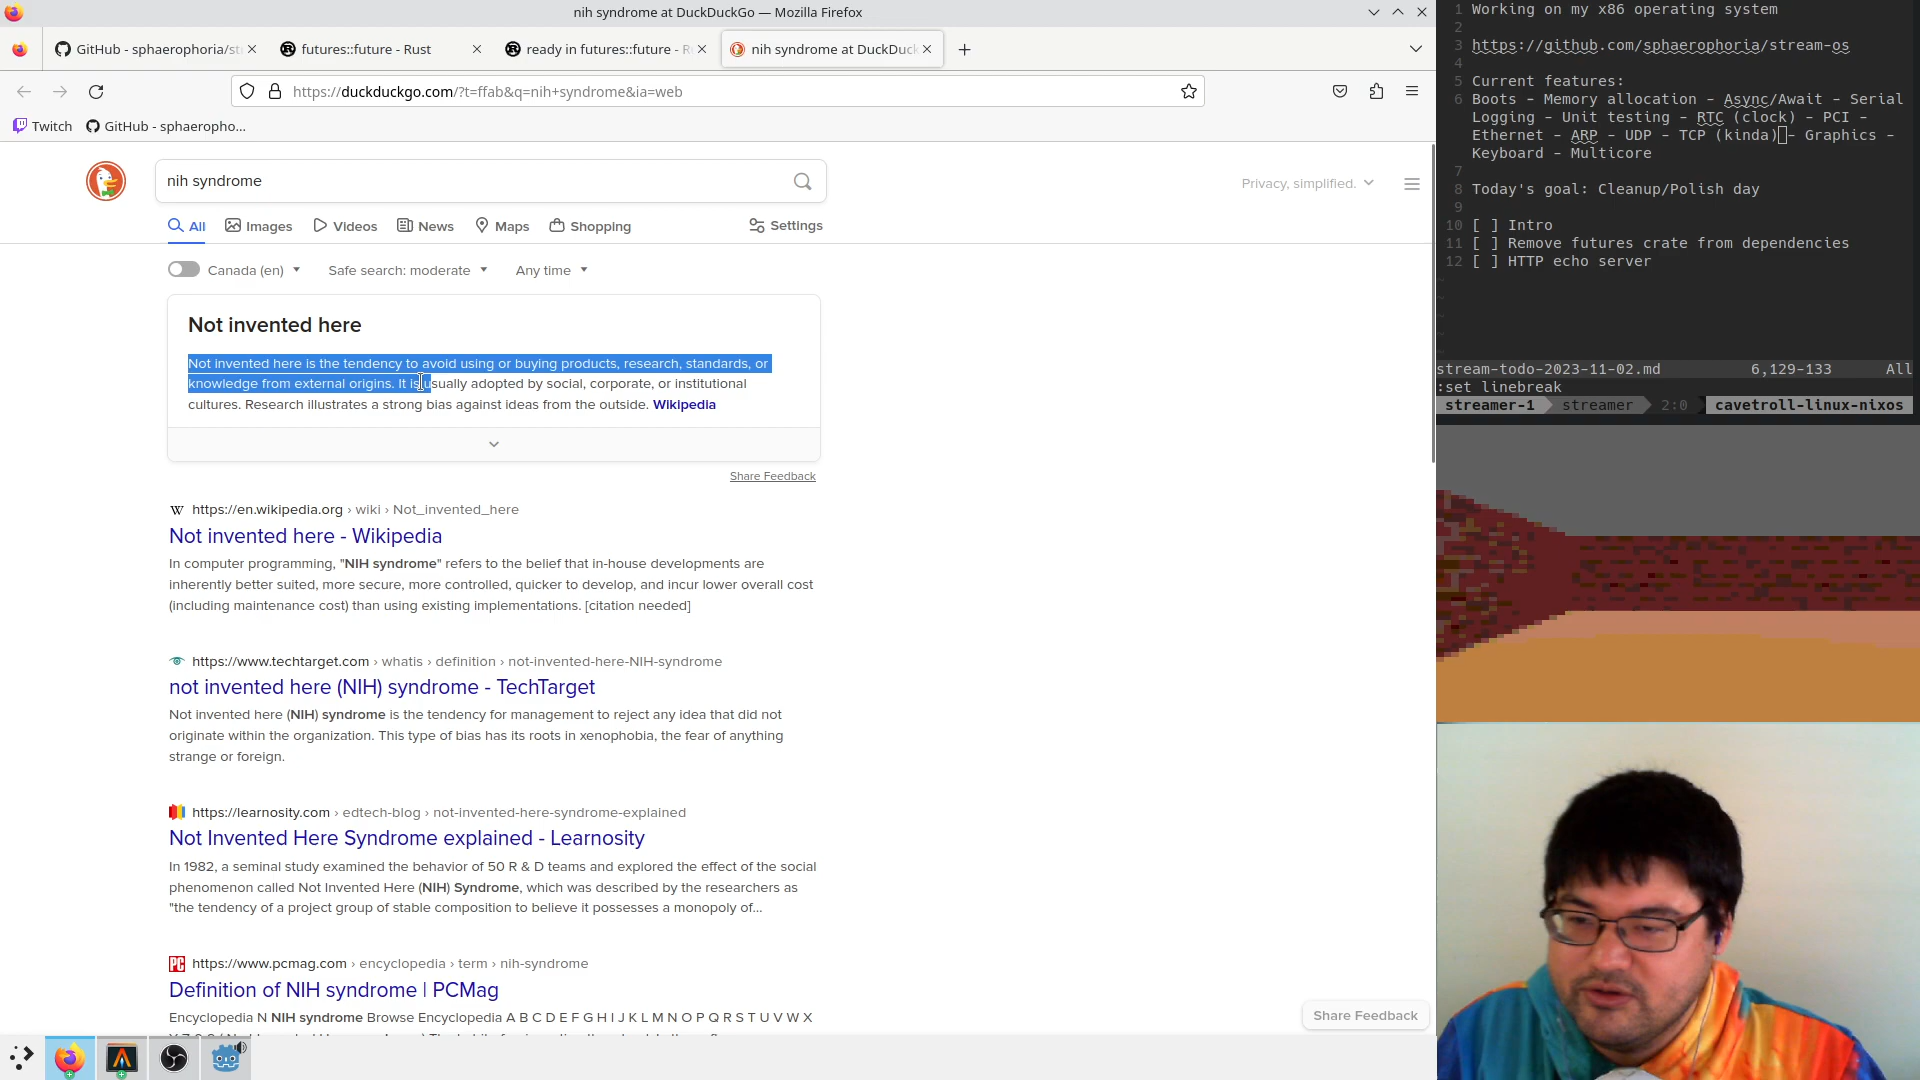 nih syndrome at DuckDuckGo — Mozilla Firefox
GitHub - sphaerophoria/st
futures::future - Rust
ready in futures::future - R
nih syndrome at DuckDuc
https://duckduckgo.com/?t=ffab&q=nih+syndrome&ia=web
Twitch
GitHub - sphaeropho...
nih syndrome
Privacy, simplified.
All
Images
Videos
News
Maps
Shopping
Settings
Canada (en)
Safe search: moderate
Any time
Not invented here
Not invented here is the tendency to avoid using or buying products, research, standards, or
knowledge from external origins. It is usually adopted by social, corporate, or institutional
cultures. Research illustrates a strong bias against ideas from the outside. Wikipedia
Share Feedback
https://en.wikipedia.org › wiki › Not_invented_here
Not invented here - Wikipedia
In computer programming, "NIH syndrome" refers to the belief that in-house developments are
inherently better suited, more secure, more controlled, quicker to develop, and incur lower overall cost
(including maintenance cost) than using existing implementations. [citation needed]
https://www.techtarget.com › whatis › definition › not-invented-here-NIH-syndrome
not invented here (NIH) syndrome - TechTarget
Not invented here (NIH) syndrome is the tendency for management to reject any idea that did not
originate within the organization. This type of bias has its roots in xenophobia, the fear of anything
strange or foreign.
https://learnosity.com › edtech-blog › not-invented-here-syndrome-explained
Not Invented Here Syndrome explained - Learnosity
In 1982, a seminal study examined the behavior of 50 R & D teams and explored the effect of the social
phenomenon called Not Invented Here (NIH) Syndrome, which was described by the researchers as
"the tendency of a project group of stable composition to believe it possesses a monopoly of...
PC
https://www.pcmag.com › encyclopedia › term › nih-syndrome
Definition of NIH syndrome | PCMag
Encyclopedia N NIH syndrome Browse Encyclopedia A B C D E F G H I J K L M N O P Q R S T U V W X
Share Feedback
1 Working on my x86 operating system
2
3 https://github.com/sphaerophoria/stream-os
4
5 Current features:
6 Boots - Memory allocation - Async/Await - Serial
Logging - Unit testing - RTC (clock) - PCI -
Ethernet - ARP - UDP - TCP (kinda) - Graphics -
Keyboard - Multicore
7
8 Today's goal: Cleanup/Polish day
9
10 [ ] Intro
11 [ ] Remove futures crate from dependencies
12 [ ] HTTP echo server
~
~
~
~
~
stream-todo-2023-11-02.md 6,129-133 All
:set linebreak
streamer-1 streamer 2:0 cavetroll-linux-nixos